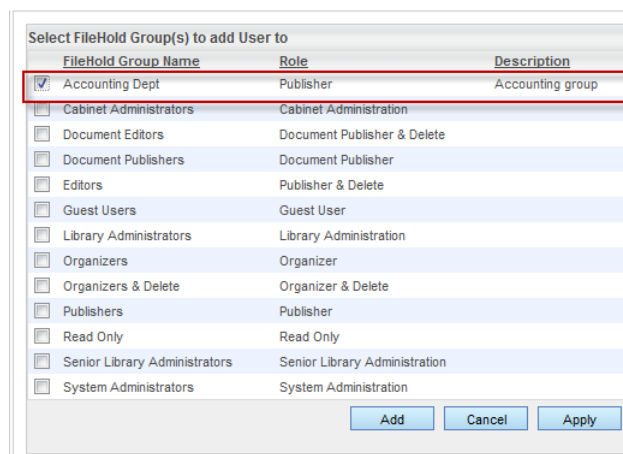 Select FileHold Group(s) to add User to
FileHold Group Name Role Description
Accounting Dept Publisher Accounting group
Cabinet Administrators Cabinet Administration
Document Editors Document Publisher & Delete
Document Publishers Document Publisher
Editors Publisher & Delete
Guest Users Guest User
Library Administrators Library Administration
Organizers Organizer
Organizers & Delete Organizer & Delete
Publishers Publisher
Read Only Read Only
Senior Library Administrators Senior Library Administration
System Administrators System Administration
Add Cancel Apply